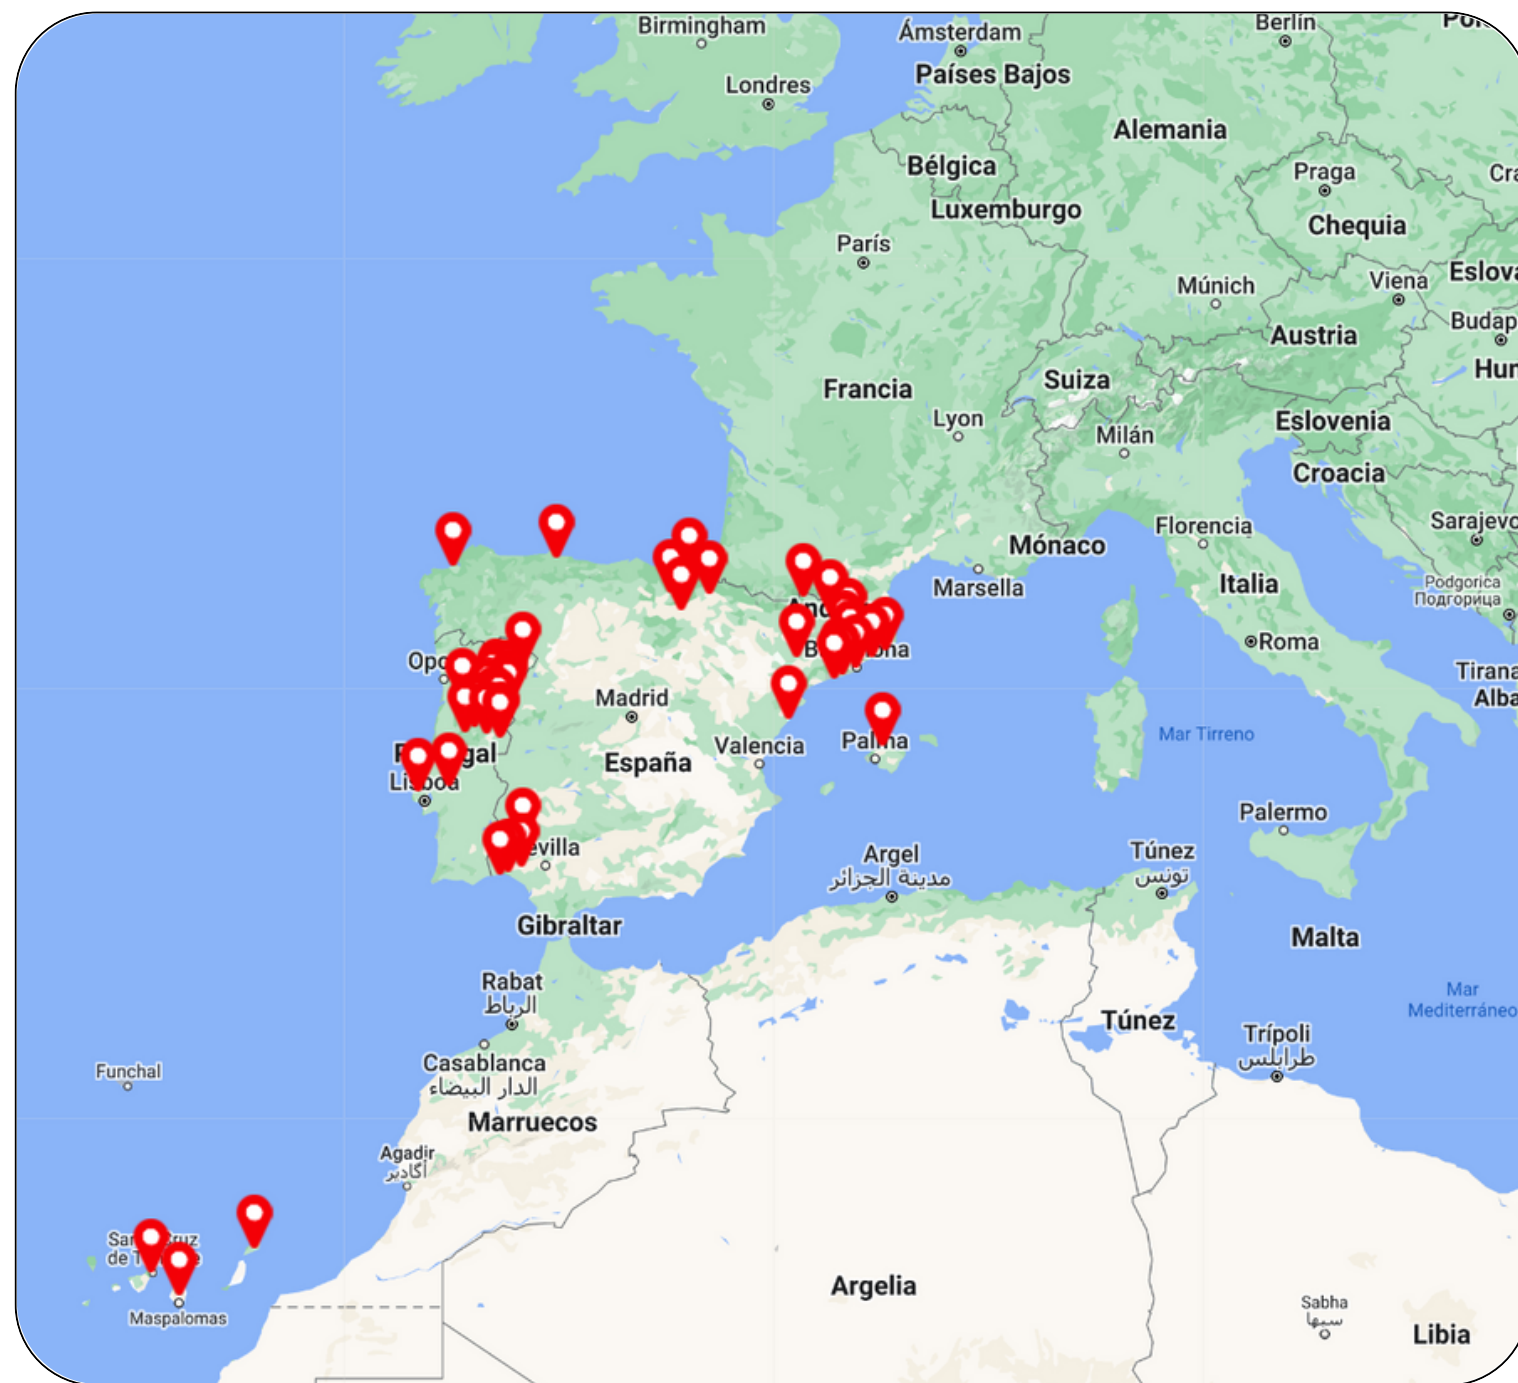 Birmingham
Londres
Ámsterdam
Países Bajos
Berlín
Alemania
Bélgica
Luxemburgo
Praga
Chequia
París
Múnich
Viena
Austria
Suiza
Francia
Lyon
Milán
Eslovenia
Croacia
Mónaco
Marsella
Florencia
Sarajevo
Italia
Podgorica
Подгорица
Roma
Tirana
Madrid
España
Valencia
Palma
Mar Tirreno
Lisboa
Palermo
Argel
مدينة الجزائر
Túnez
تونس
Gibraltar
Malta
Rabat
الرباط
Mar
Mediterráneo
Túnez
Trípoli
طرابلس
Casablanca
الدار البيضاء
Funchal
Marruecos
Agadir
أكادير
Maspalomas
Argelia
Sabha
سبها
Libia